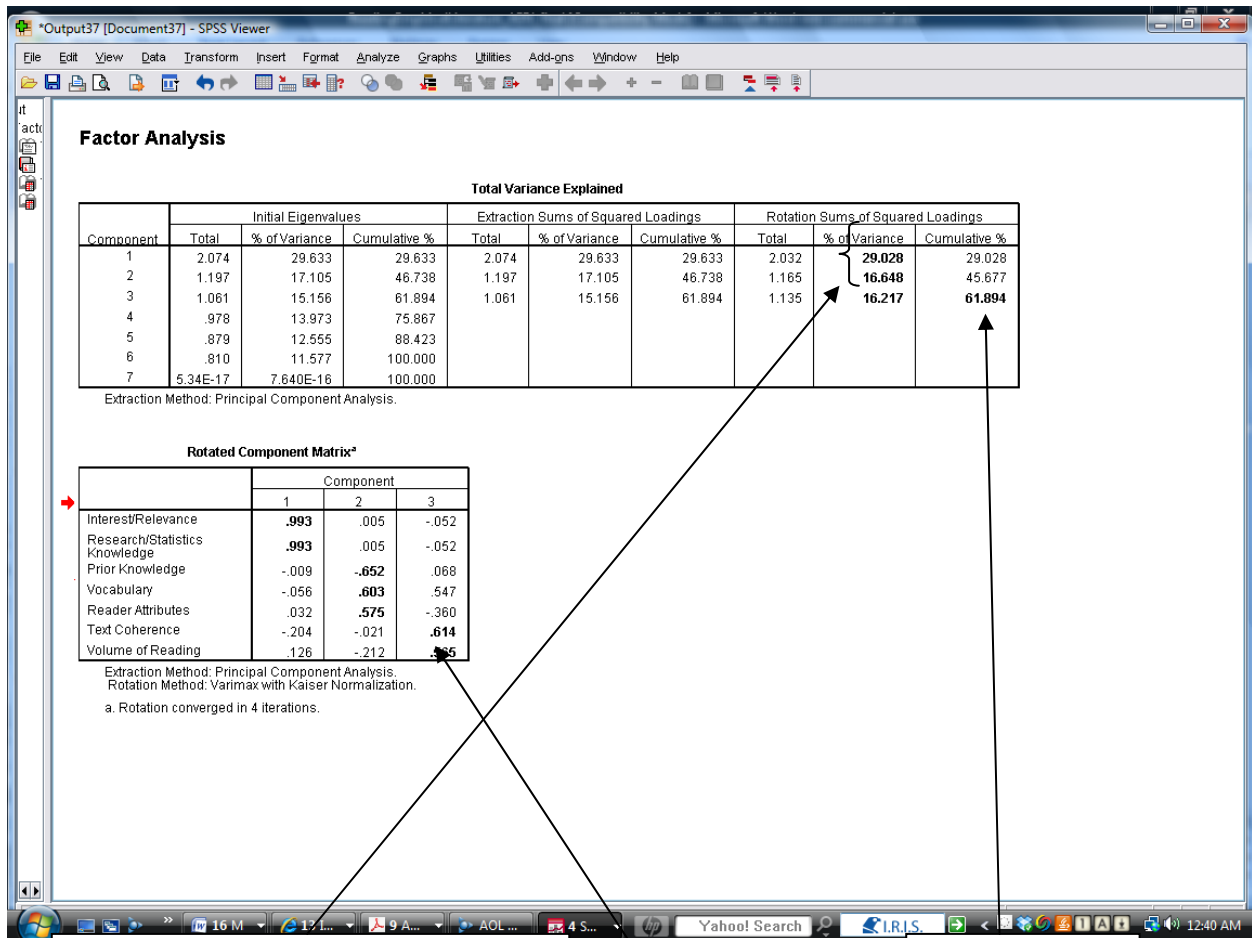 *Output37 [Document37] - SPSS Viewer
File Edit View Data Transform Insert Format Analyze Graphs Utilities Add-ons Window Help
Factor Analysis
Total Variance Explained
Initial Eigenvalues Extraction Sums of Squared Loadings Rotation Sums of Squared Loadings
Component Total % of Variance Cumulative % Total % of Variance Cumulative % Total % of Variance Cumulative %
1 2.074 29.633 29.633 2.074 29.633 29.633 2.032 29.028 29.028
2 1.197 17.105 46.738 1.197 17.105 46.738 1.165 16.648 45.677
3 1.061 15.156 61.894 1.061 15.156 61.894 1.135 16.217 61.894
4 .978 13.973 75.867
5 .879 12.555 88.423
6 .810 11.577 100.000
7 5.34E-17 7.640E-16 100.000
Extraction Method: Principal Component Analysis.
Rotated Component Matrixᵃ
Component
1 2 3
Interest/Relevance .993 .005 -.052
Research/Statistics
Knowledge .993 .005 -.052
Prior Knowledge -.009 -.652 .068
Vocabulary -.056 .603 .547
Reader Attributes .032 .575 -.360
Text Coherence -.204 -.021 .614
Volume of Reading .126 -.212
Extraction Method: Principal Component Analysis.
Rotation Method: Varimax with Kaiser Normalization.
a. Rotation converged in 4 iterations.
16 M 9 A... AOL ... 4 S... hp Yahoo! Search I.R.I.S. 12:40 AM